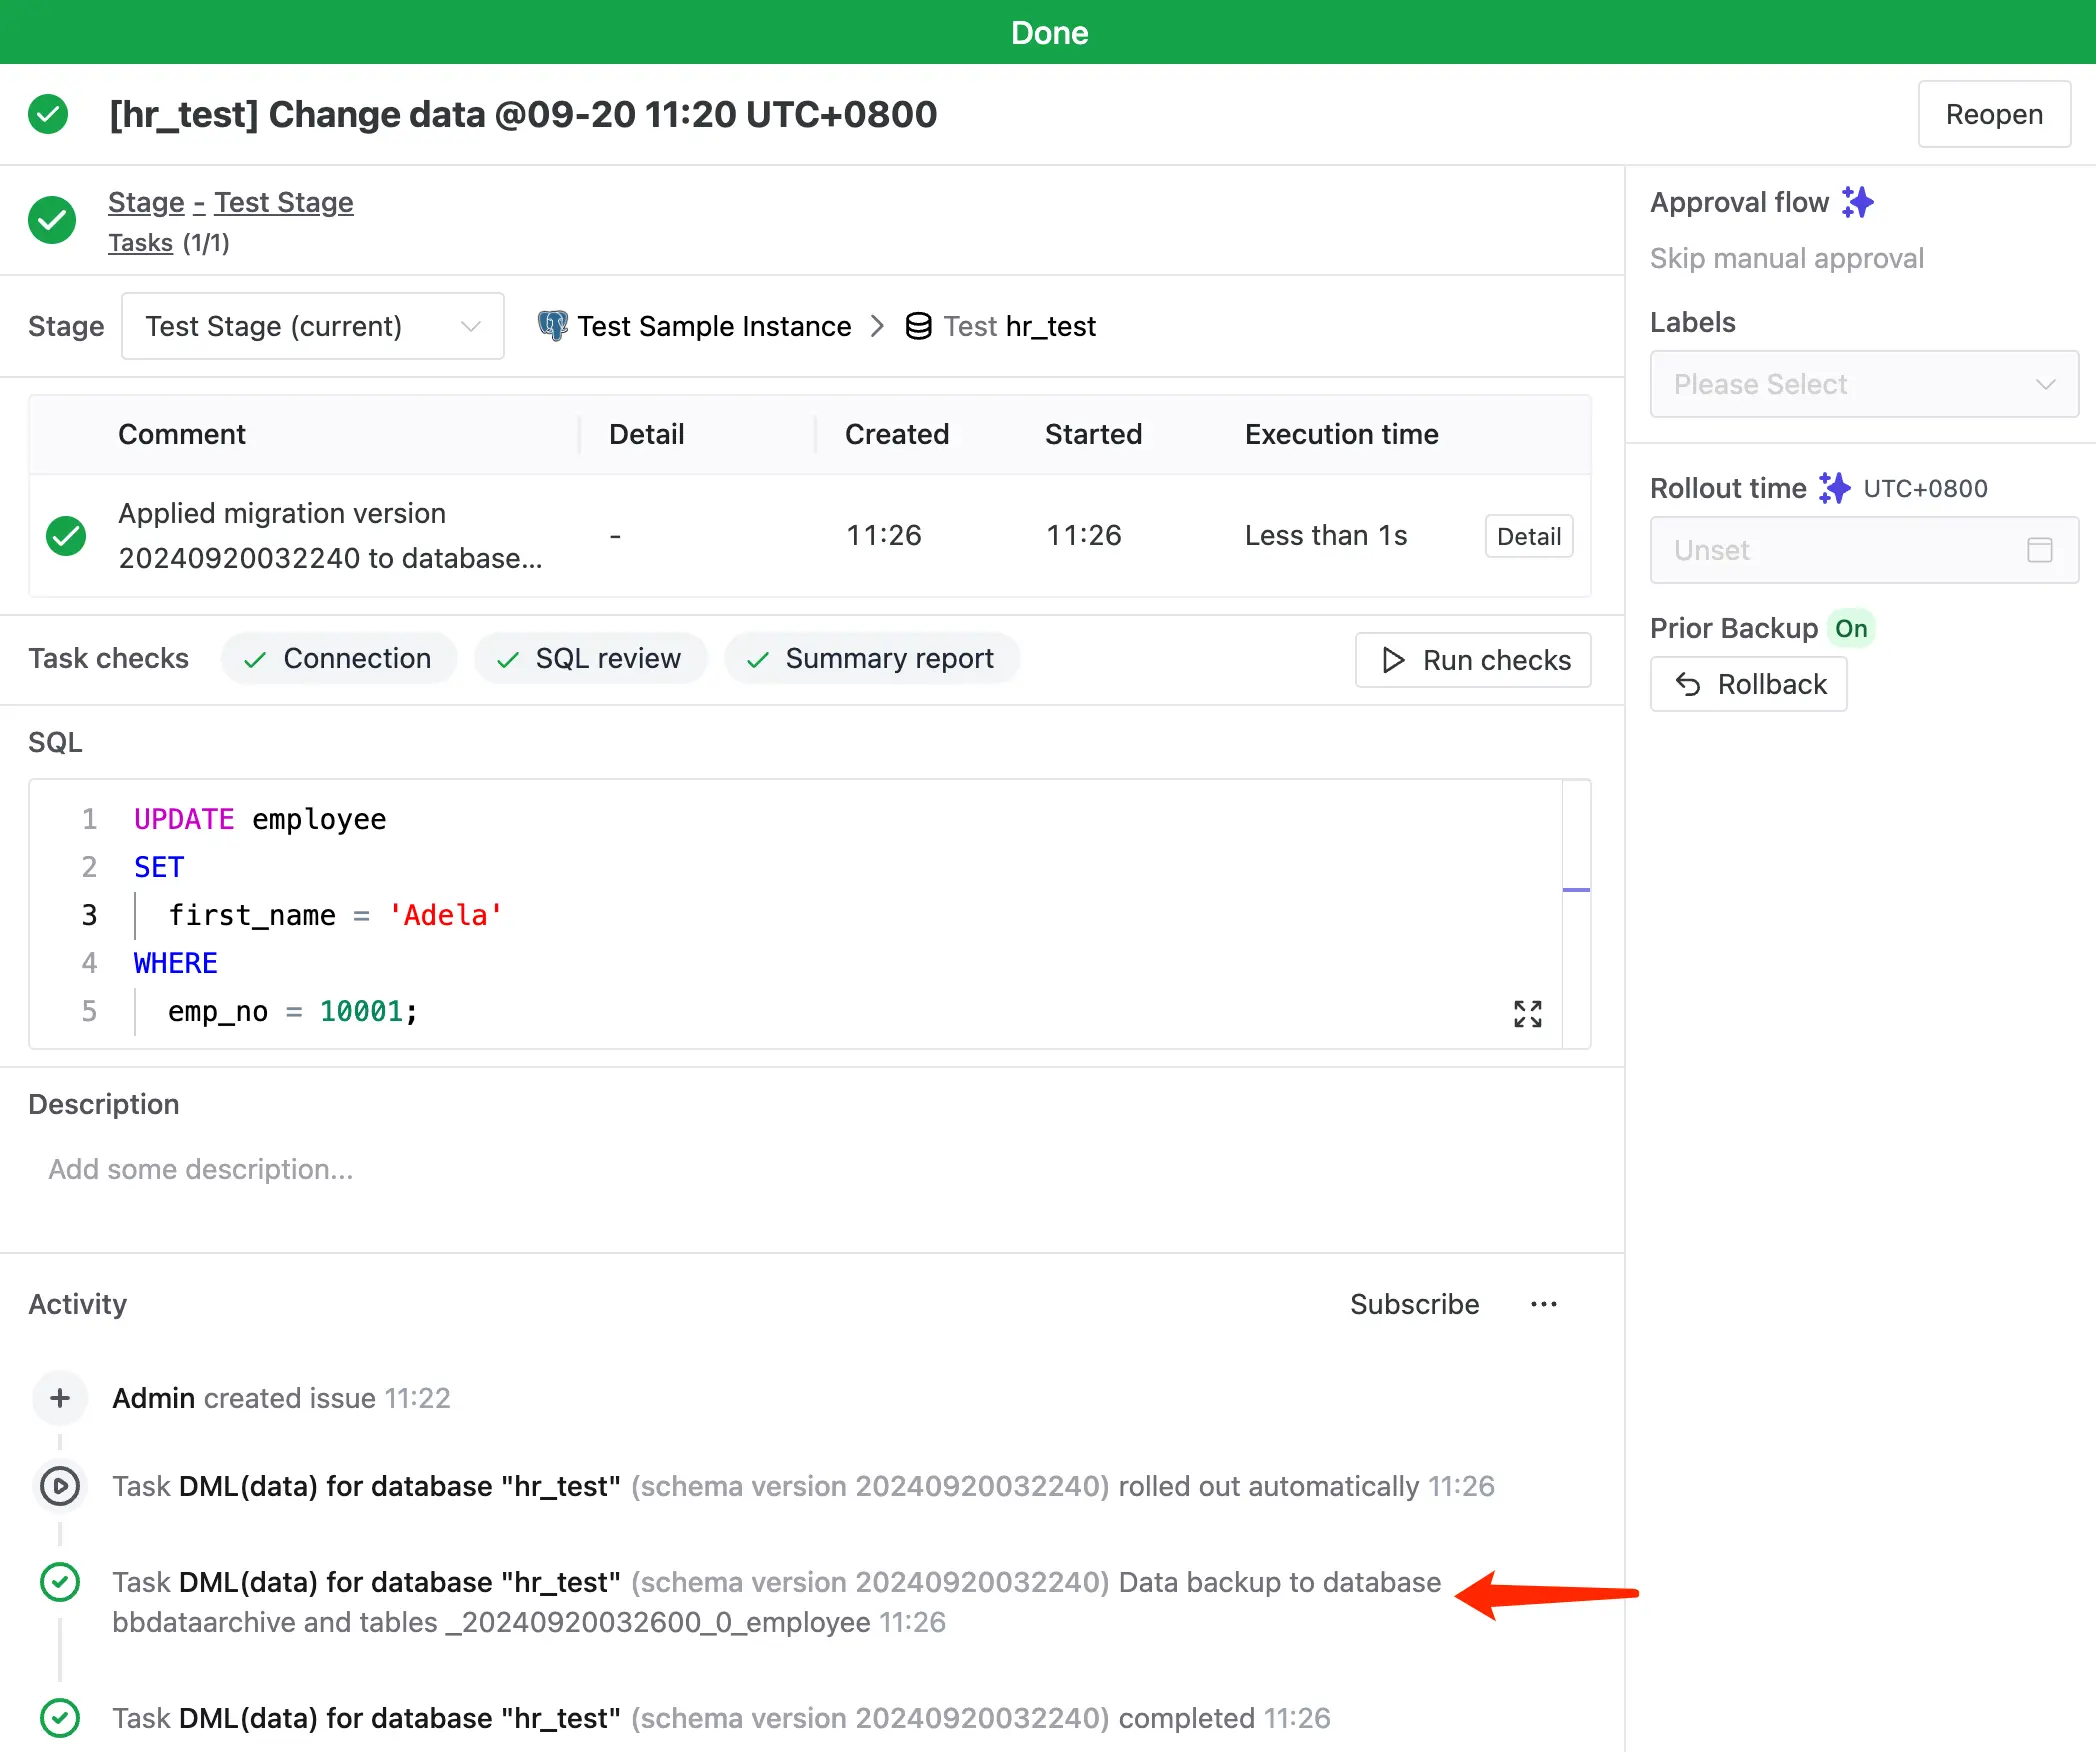 Done
[hr_test] Change data @09-20 11:20 UTC+0800
Reopen
Stage - Test Stage
Tasks (1/1)
Stage
Test Stage (current)
Test Sample Instance
Test hr_test
Comment Detail Created Started Execution time
Applied migration version
20240920032240 to database...
- 11:26 11:26 Less than 1s Detail
Task checks
Connection
SQL review
Summary report
Run checks
SQL
1 UPDATE employee
2 SET
3 first_name = 'Adela'
4 WHERE
5 emp_no = 10001;
Description
Add some description...
Activity
Subscribe
Admin created issue 11:22
Task DML(data) for database "hr_test" (schema version 20240920032240) rolled out automatically 11:26
Task DML(data) for database "hr_test" (schema version 20240920032240) Data backup to database
bbdataarchive and tables _20240920032600_0_employee 11:26
Task DML(data) for database "hr_test" (schema version 20240920032240) completed 11:26
Approval flow
Skip manual approval
Labels
Please Select
Rollout time UTC+0800
Unset
Prior Backup On
Rollback